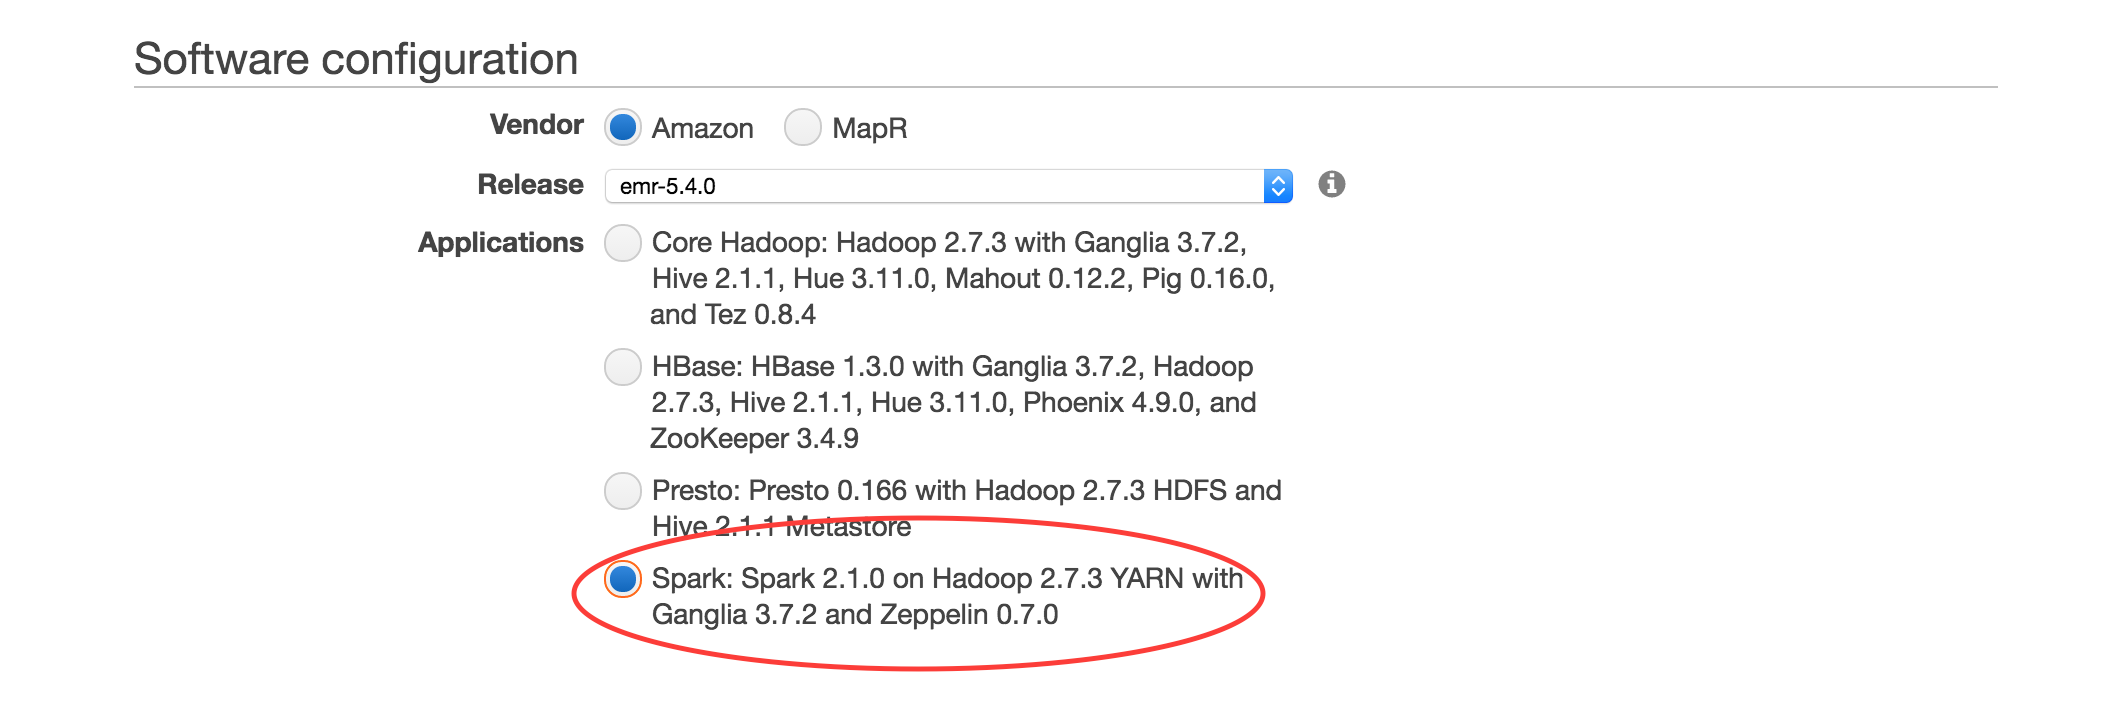 Software configuration
Vendor Amazon MapR
Release emr-5.4.0
Applications Core Hadoop: Hadoop 2.7.3 with Ganglia 3.7.2,
Hive 2.1.1, Hue 3.11.0, Mahout 0.12.2, Pig 0.16.0,
and Tez 0.8.4
HBase: HBase 1.3.0 with Ganglia 3.7.2, Hadoop
2.7.3, Hive 2.1.1, Hue 3.11.0, Phoenix 4.9.0, and
ZooKeeper 3.4.9
Presto: Presto 0.166 with Hadoop 2.7.3 HDFS and
Hive 2.1.1 Metastore
Spark: Spark 2.1.0 on Hadoop 2.7.3 YARN with
Ganglia 3.7.2 and Zeppelin 0.7.0